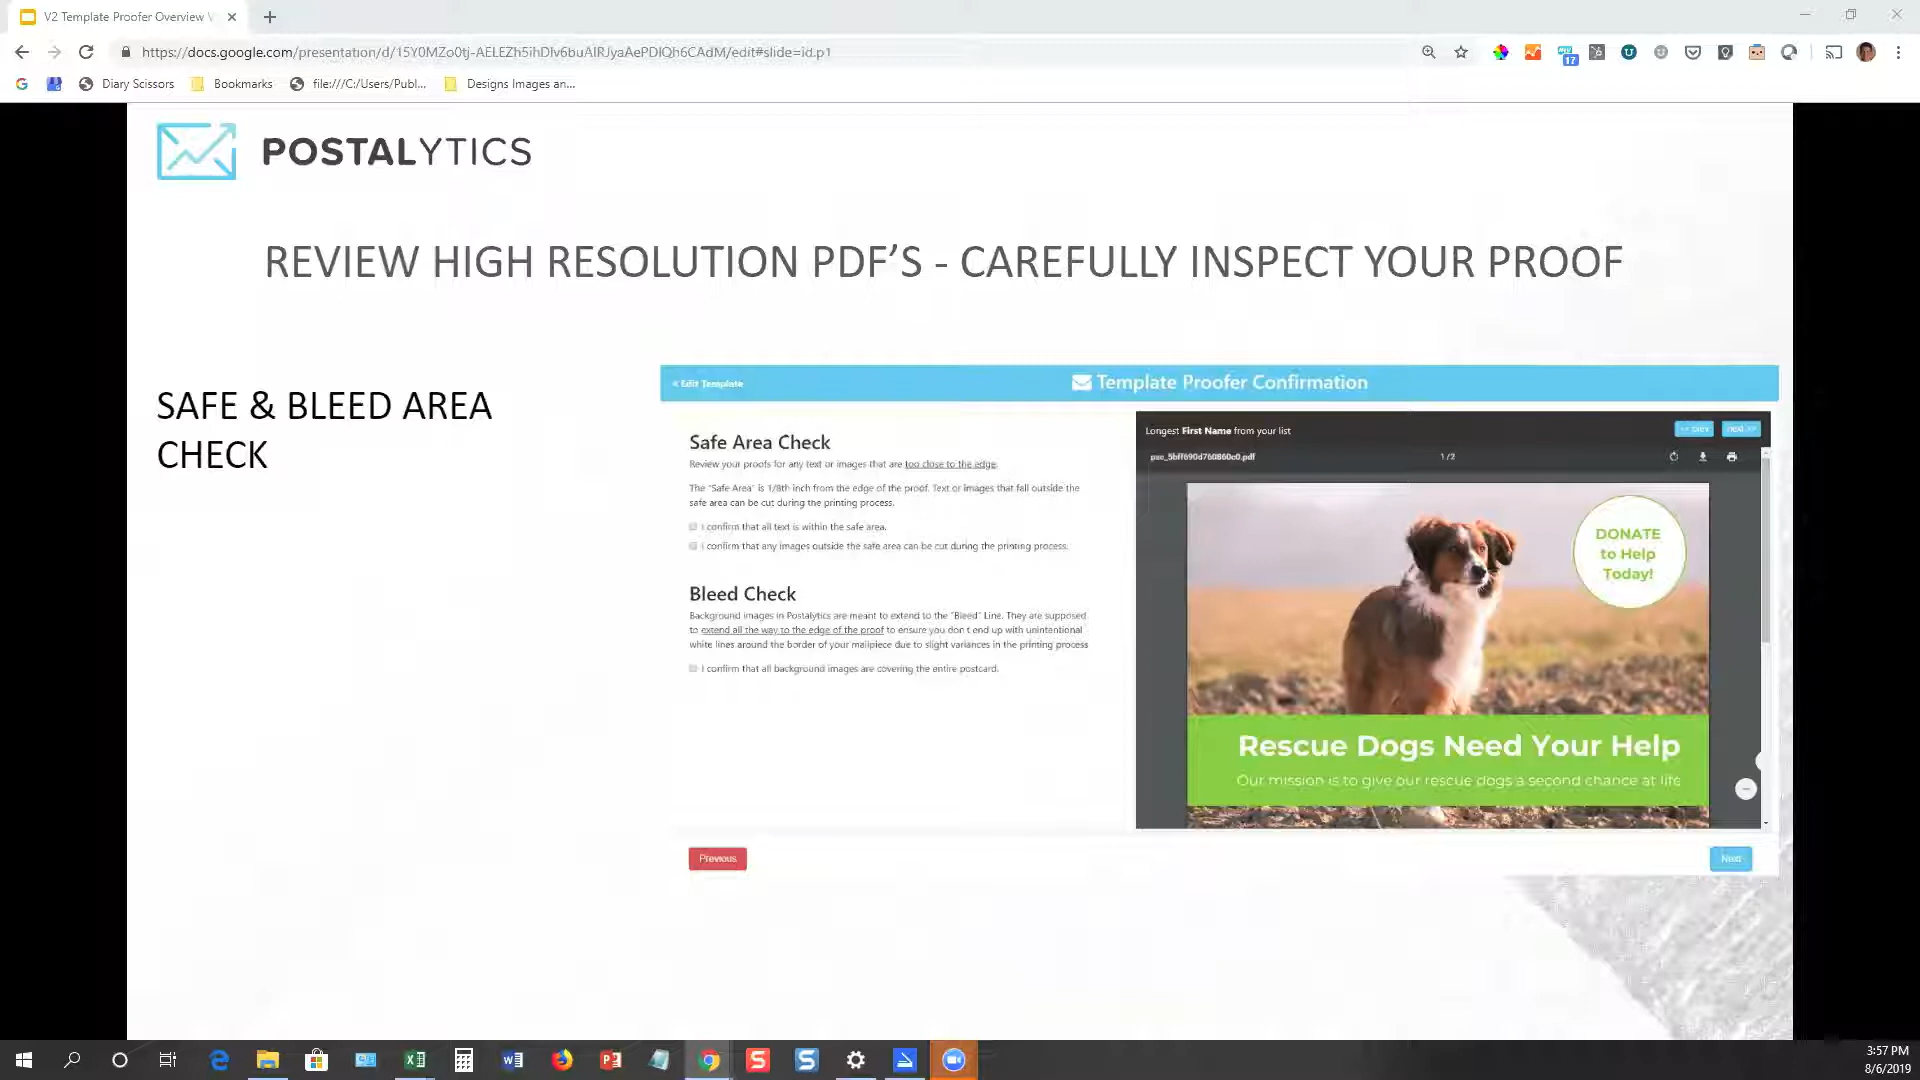 V2 Template Proofer Overview
https://docs.google.com/presentation/d/15Y0MZo0tj-AELEZh5ihDlv6buAlRJyaAePDIQh6CAdM/edit#slide=id.p1
17
Diary Scissors
Bookmarks
file:///C:/Users/Publ...
Designs Images an...
POSTALYTICS
REVIEW HIGH RESOLUTION PDF’S - CAREFULLY INSPECT YOUR PROOF
SAFE & BLEED AREA
CHECK
« Edit Template
Template Proofer Confirmation
Safe Area Check
Review your proofs for any text or images that are too close to the edge.
The "Safe Area" is 1/8th inch from the edge of the proof. Text or images that fall outside the
safe area can be cut during the printing process.
I confirm that all text is within the safe area.
I confirm that any images outside the safe area can be cut during the printing process.
Bleed Check
Background images in Postalytics are meant to extend to the "Bleed" Line. They are supposed
to extend all the way to the edge of the proof to ensure you don't end up with unintentional
white lines around the border of your mailpiece due to slight variances in the printing process
I confirm that all background images are covering the entire postcard.
Longest First Name from your list
<< prev
next >>
psc_5bff690d760860c0.pdf
1 / 2
DONATE
to Help
Today!
Rescue Dogs Need Your Help
Our mission is to give our rescue dogs a second chance at life
Previous
Next
3:57 PM
8/6/2019